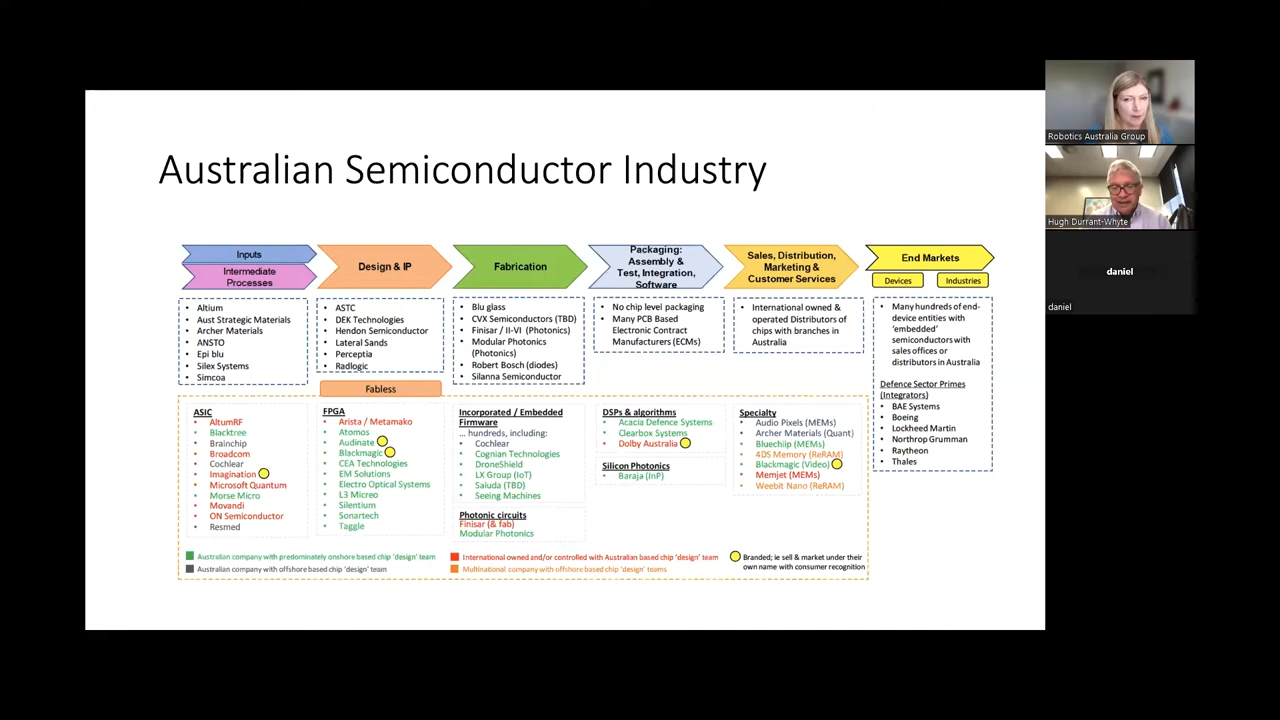 Australian Semiconductor Industry
Inputs
Intermediate
Processes
Design & IP
Fabrication
Packaging:
Assembly &
Test, Integration,
Software
Sales, Distribution,
Marketing &
Customer Services
End Markets
Devices
Industries
• Altium
• Aust Strategic Materials
• Archer Materials
• ANSTO
• Epi blu
• Silex Systems
• Simcoa
• ASTC
• DEK Technologies
• Hendon Semiconductor
• Lateral Sands
• Perceptia
• Radlogic
• Blu glass
• CVX Semiconductors (TBD)
• Finisar / II-VI (Photonics)
• Modular Photonics
(Photonics)
• Robert Bosch (diodes)
• Silanna Semiconductor
• No chip level packaging
• Many PCB Based
Electronic Contract
Manufacturers (ECMs)
• International owned &
operated Distributors of
chips with branches in
Australia
• Many hundreds of end-
device entities with
'embedded'
semiconductors with
sales offices or
distributors in Australia
Defence Sector Primes
(Integrators)
• BAE Systems
• Boeing
• Lockheed Martin
• Northrop Grumman
• Raytheon
• Thales
Fabless
ASIC
• AltumRF
• Blacktree
• Brainchip
• Broadcom
• Cochlear
• Imagination
• Microsoft Quantum
• Morse Micro
• Movandi
• ON Semiconductor
• Resmed
FPGA
• Arista / Metamako
• Atomos
• Audinate
• Blackmagic
• CEA Technologies
• EM Solutions
• Electro Optical Systems
• L3 Micreo
• Silentium
• Sonartech
• Taggle
Incorporated / Embedded
Firmware
... hundreds, including:
• Cochlear
• Cognian Technologies
• DroneShield
• LX Group (IoT)
• Saluda (TBD)
• Seeing Machines
Photonic circuits
Finisar (& fab)
Modular Photonics
DSPs & algorithms
• Acacia Defence Systems
• Clearbox Systems
• Dolby Australia
Silicon Photonics
• Baraja (InP)
Specialty
• Audio Pixels (MEMs)
• Archer Materials (Quant)
• Bluechiip (MEMs)
• 4DS Memory (ReRAM)
• Blackmagic (Video)
• Memjet (MEMs)
• Weebit Nano (ReRAM)
Australian company with predominately onshore based chip 'design' team
Australian company with offshore based chip 'design' team
International owned and/or controlled with Australian based chip 'design' team
Multinational company with offshore based chip 'design' teams
Branded; ie sell & market under their
own name with consumer recognition
Robotics Australia Group
Hugh Durrant-Whyte
daniel
daniel